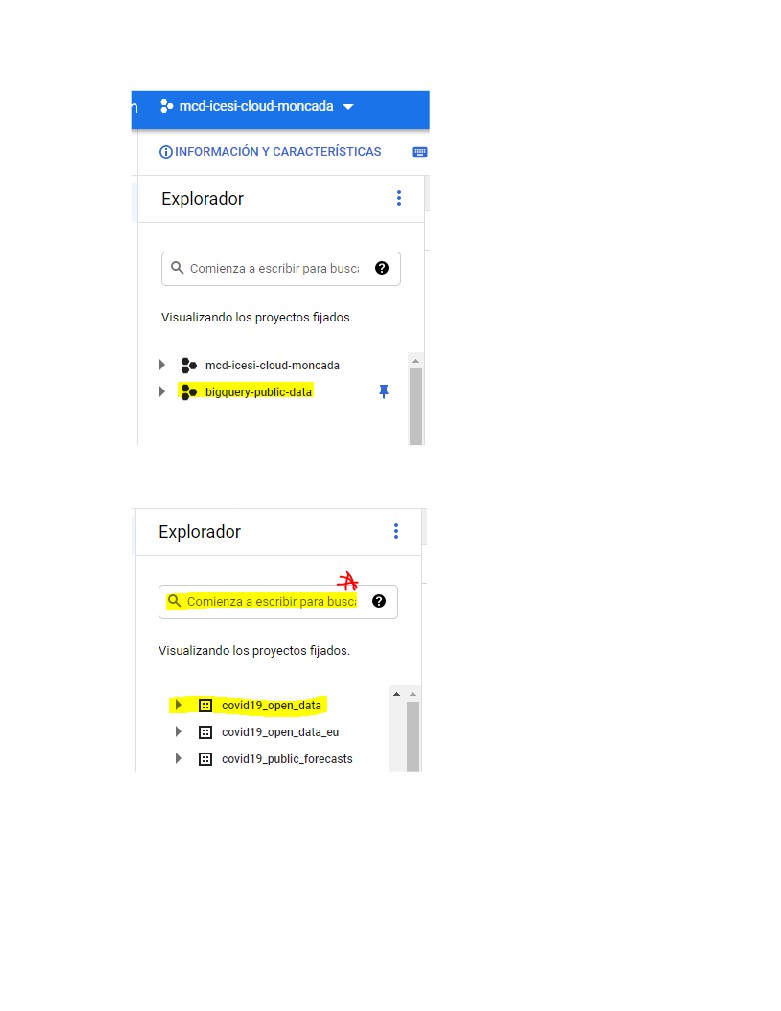 mcd-icesi-cloud-moncada
INFORMACIÓN Y CARACTERÍSTICAS
Explorador
Comienza a escribir para busca
Visualizando los proyectos fijados.
mcd-icesi-cloud-moncada
bigquery-public-data
Explorador
Comienza a escribir para busca
Visualizando los proyectos fijados.
covid19_open_data
covid19_open_data_eu
covid19_public_forecasts